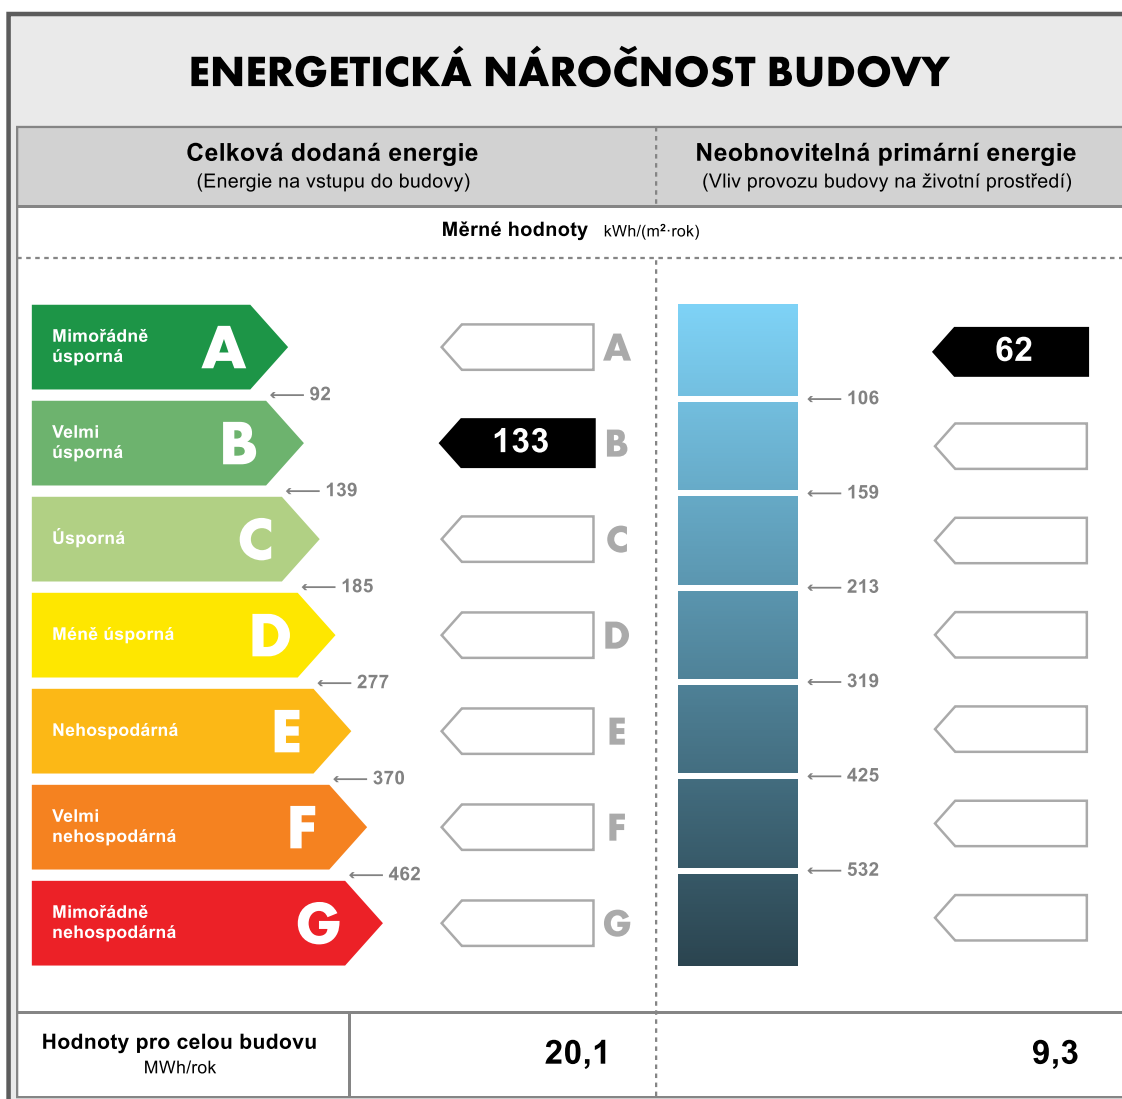 ENERGETICKÁ NÁROČNOST BUDOVY
Celková dodaná energie
(Energie na vstupu do budovy)
Neobnovitelná primární energie
(Vliv provozu budovy na životní prostředí)
Měrné hodnoty kWh/(m²·rok)
Mimořádně
úsporná
A
A
62
92
106
Velmi
úsporná
B
133
B
139
159
Úsporná
C
C
185
213
Méně úsporná
D
D
277
319
Nehospodárná
E
E
370
425
Velmi
nehospodárná
F
F
462
532
Mimořádně
nehospodárná
G
G
Hodnoty pro celou budovu
MWh/rok
20,1
9,3